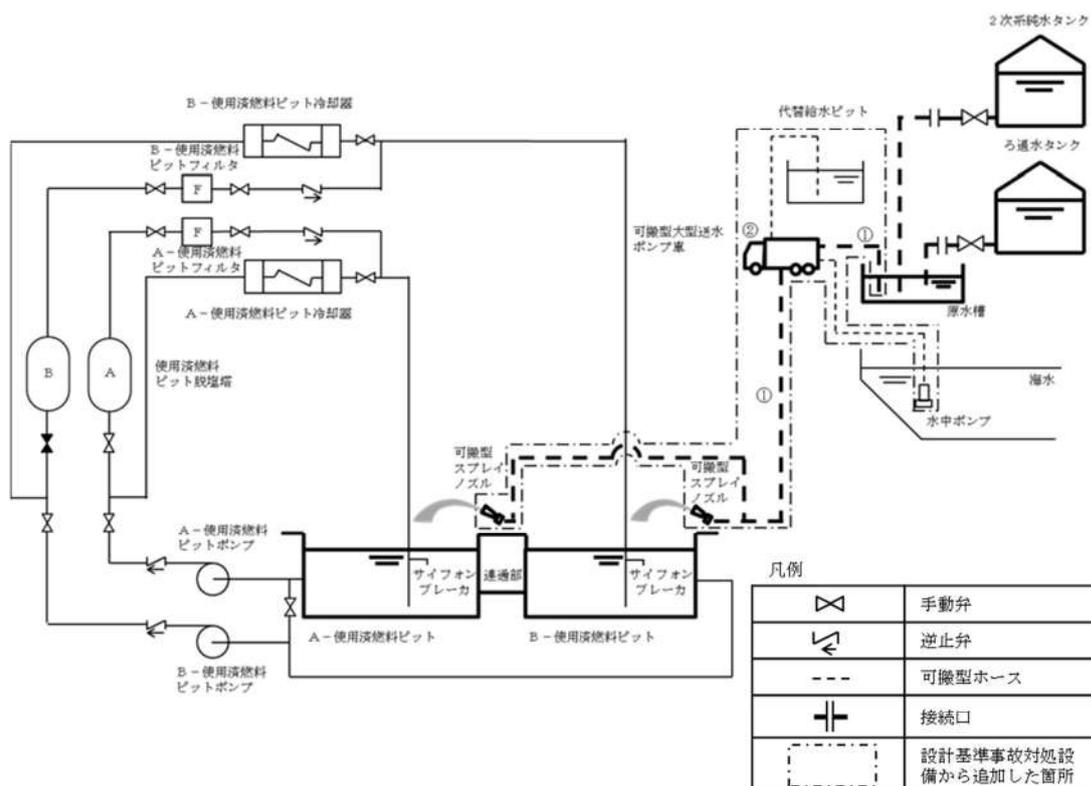 2次系純水タンク
B-使用済燃料ピット冷却器
代替給水ピット
B-使用済燃料
ピットフィルタ
ろ過水タンク
F
可搬型大型送水
ポンプ車
②
①
F
A-使用済燃料
ピットフィルタ
原水槽
A-使用済燃料ピット冷却器
B
A
使用済燃料
ピット脱塩塔
海水
①
水中ポンプ
可搬型
スプレイ
ノズル
可搬型
スプレイ
ノズル
A-使用済燃料
ピットポンプ
サイフォン
ブレーカ
連通部
サイフォン
ブレーカ
A-使用済燃料ピット
B-使用済燃料ピット
B-使用済燃料
ピットポンプ
凡例
手動弁
逆止弁
可搬型ホース
接続口
設計基準事故対処設
備から追加した箇所